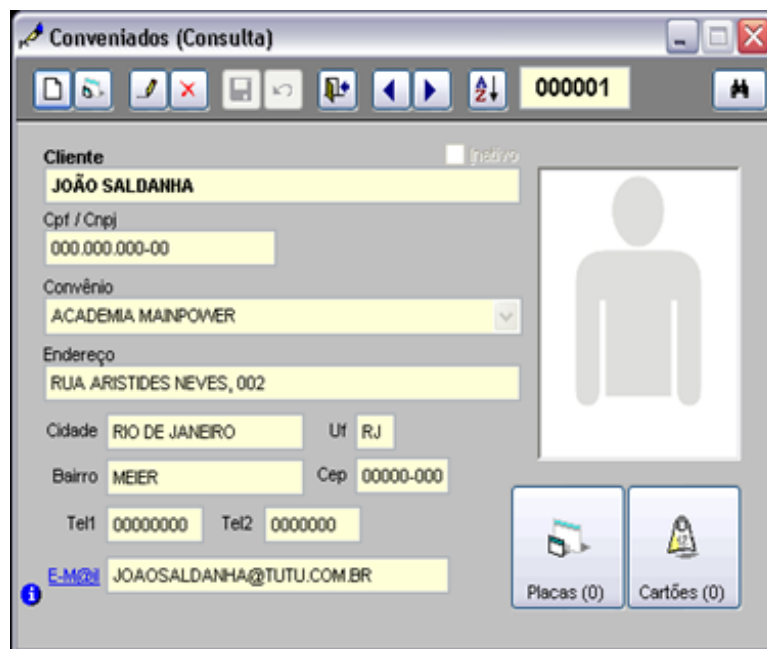 Conveniados (Consulta)
000001
Cliente Inativo
JOÃO SALDANHA
Cpf / Cnpj
000.000.000-00
Convênio
ACADEMIA MAINPOWER
Endereço
RUA ARISTIDES NEVES, 002
Cidade RIO DE JANEIRO Uf RJ
Bairro MEIER Cep 00000-000
Tel1 00000000 Tel2 0000000
E-M@il JOAOSALDANHA@TUTU.COM.BR
Placas (0) Cartões (0)